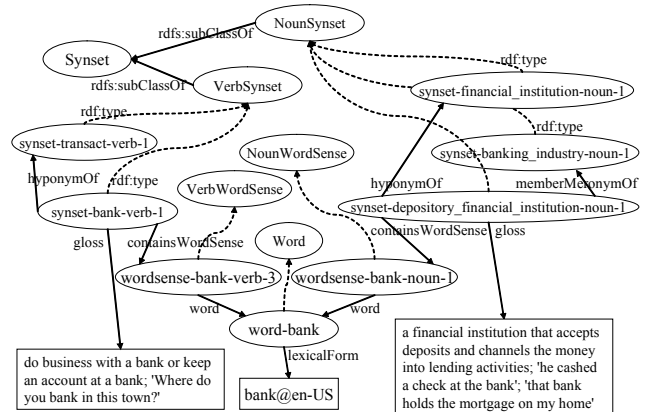 NounSynset
rdfs:subClassOf
Synset
rdfs:subClassOf
VerbSynset
rdf:type
synset-financial_institution-noun-1
rdf:type
synset-transact-verb-1
rdf:type
synset-banking_industry-noun-1
NounWordSense
hyponymOf
rdf:type
VerbWordSense
hyponymOf
memberMeronymOf
synset-bank-verb-1
synset-depository_financial_institution-noun-1
gloss
containsWordSense
Word
containsWordSense
gloss
wordsense-bank-verb-3
wordsense-bank-noun-1
word
word
word-bank
lexicalForm
do business with a bank or keep
an account at a bank; 'Where do
you bank in this town?'
bank@en-US
a financial institution that accepts
deposits and channels the money
into lending activities; 'he cashed
a check at the bank'; 'that bank
holds the mortgage on my home'